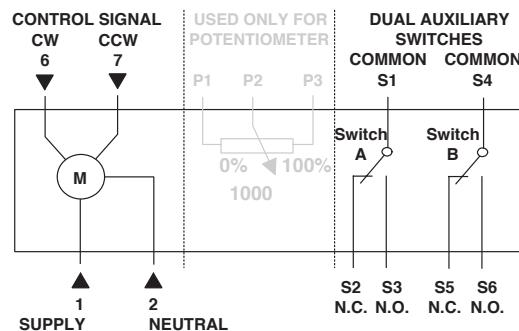 CONTROL SIGNAL
CW CCW
6 7
USED ONLY FOR
POTENTIOMETER
P1 P2 P3
DUAL AUXILIARY
SWITCHES
COMMON COMMON
S1 S4
M
0% 100%
1000
Switch
A
Switch
B
1 2
SUPPLY NEUTRAL
S2 S3 S5 S6
N.C. N.O. N.C. N.O.